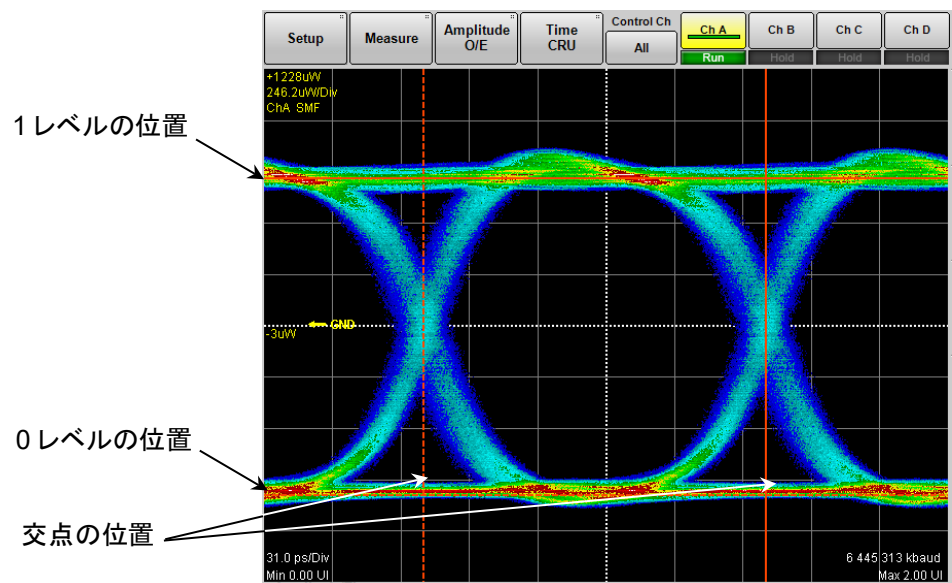 Setup
Measure
Amplitude
O/E
Time
CRU
Control Ch
All
Ch A
Run
Ch B
Hold
Ch C
Hold
Ch D
Hold
+1228uW
246.2uW/Div
ChA SMF
1レベルの位置
GND
-3uW
0レベルの位置
交点の位置
31.0 ps/Div
Min 0.00 UI
6 445 313 kbaud
Max 2.00 UI